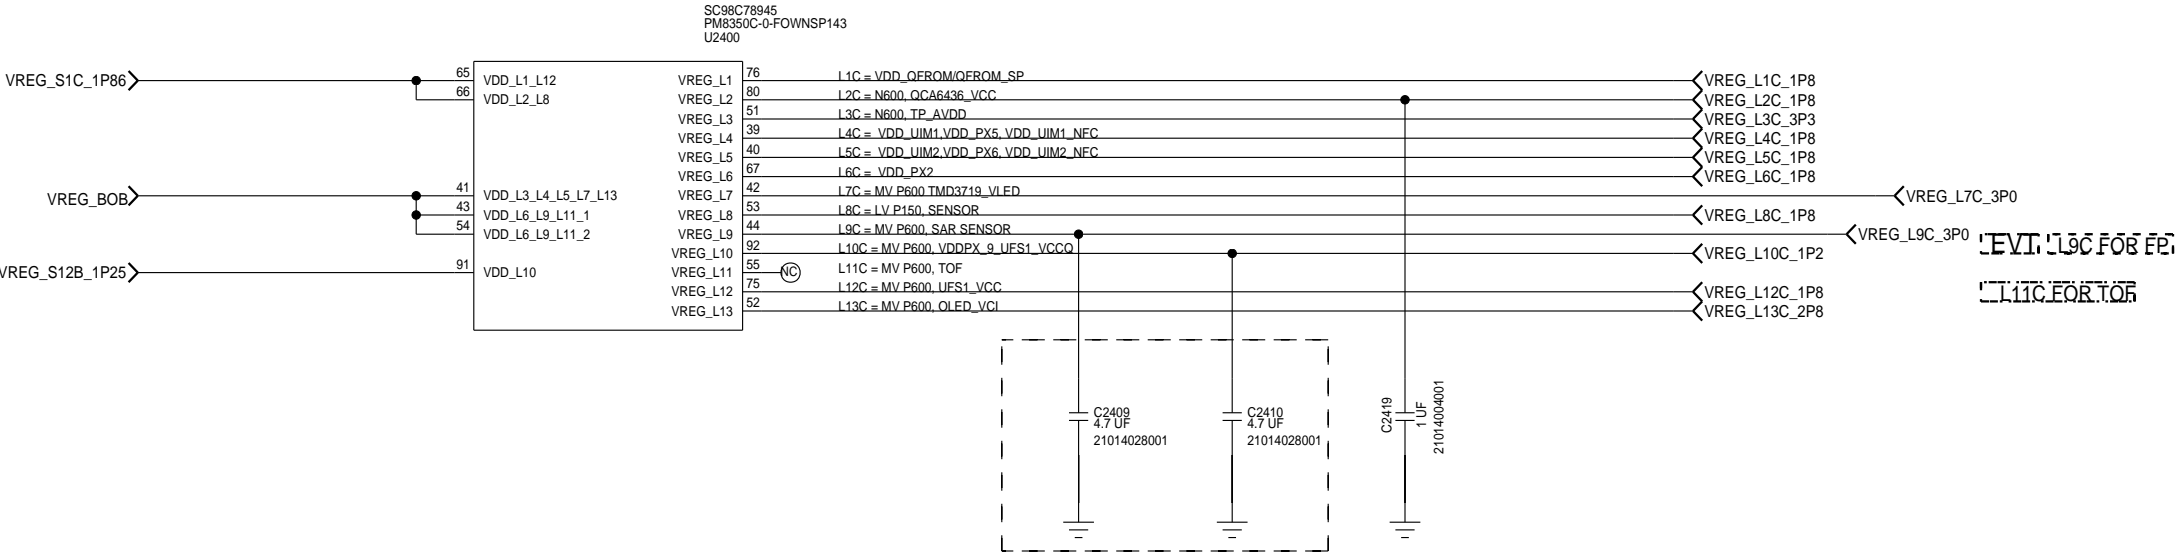 SC98C78945
PM8350C-0-FOWNSP143
U2400
VREG_S1C_1P86
65
VDD_L1_L12
VREG_L1
76
L1C = VDD_QFROM/QFROM_SP
VREG_L1C_1P8
66
VDD_L2_L8
VREG_L2
80
L2C = N600, QCA6436_VCC
VREG_L2C_1P8
VREG_L3
51
L3C = N600, TP_AVDD
VREG_L3C_3P3
VREG_L4
39
L4C = VDD_UIM1,VDD_PX5, VDD_UIM1_NFC
VREG_L4C_1P8
VREG_L5
40
L5C = VDD_UIM2,VDD_PX6, VDD_UIM2_NFC
VREG_L5C_1P8
VREG_L6
67
L6C = VDD_PX2
VREG_L6C_1P8
VREG_BOB
41
VDD_L3_L4_L5_L7_L13
VREG_L7
42
L7C = MV P600 TMD3719_VLED
VREG_L7C_3P0
43
VDD_L6_L9_L11_1
VREG_L8
53
L8C = LV P150, SENSOR
VREG_L8C_1P8
54
VDD_L6_L9_L11_2
VREG_L9
44
L9C = MV P600, SAR SENSOR
VREG_L9C_3P0
EVT L9C FOR FP
VREG_L10
92
L10C = MV P600, VDDPX_9_UFS1_VCCQ
VREG_L10C_1P2
VREG_S12B_1P25
91
VDD_L10
VREG_L11
55
NC
L11C = MV P600, TOF
VREG_L12
75
L12C = MV P600, UFS1_VCC
VREG_L12C_1P8
L11C FOR TOF
VREG_L13
52
L13C = MV P600, OLED_VCI
VREG_L13C_2P8
C2409
4.7 UF
21014028001
C2410
4.7 UF
21014028001
C2419
1 UF
21014004001